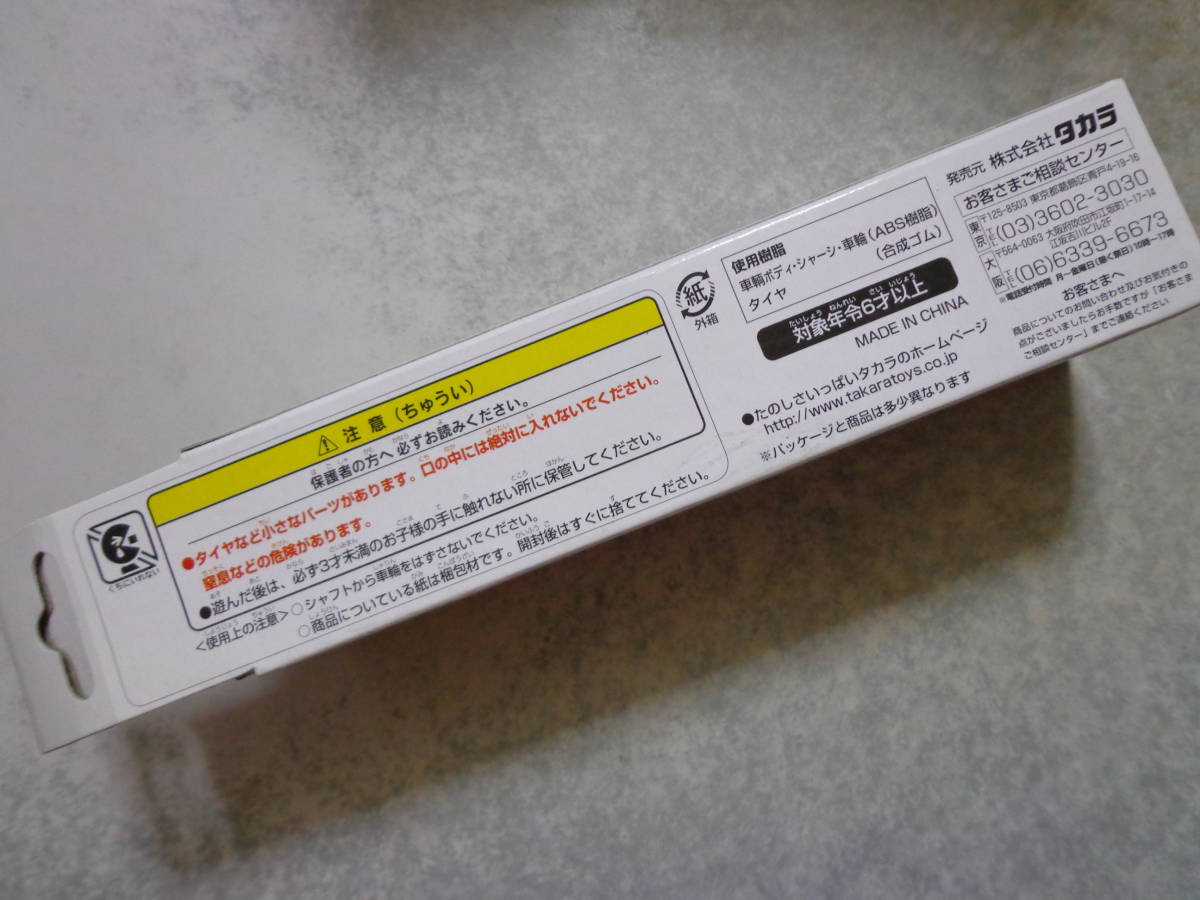 くちにいれない
注意(ちゅうい)
保護者の方へ 必ずお読みください。
●タイヤなど小さなパーツがあります。口の中には絶対に入れないでください。
窒息などの危険があります。
●遊んだ後は、必ず3才未満のお子様の手に触れない所に保管してください。
<使用上の注意>○シャフトから車輪をはずさないでください。
○商品についている紙は梱包材です。開封後はすぐに捨ててください。
紙
外箱
使用樹脂
車輌ボディ・シャーシ・車輪(ABS樹脂)
タイヤ (合成ゴム)
対象年令6才以上
MADE IN CHINA
●たのしさいっぱいタカラのホームページ
http://www.takaratoys.co.jp
※パッケージと商品は多少異なります
発売元 株式会社タカラ
お客さまご相談センター
東京 〒125-8503 東京都葛飾区青戸4-19-16
TEL(03)3602-3030
大阪 〒564-0063 大阪府吹田市江坂町1-17-14
江坂吉川ビル2F
TEL(06)6339-6673
※電話受付時間 月~金曜日(除く祭日)10時~17時
お客さまへ
商品についてのお問い合わせ及びお気付きの
点がございましたらお手数ですが「お客さま
ご相談センター」までご連絡ください